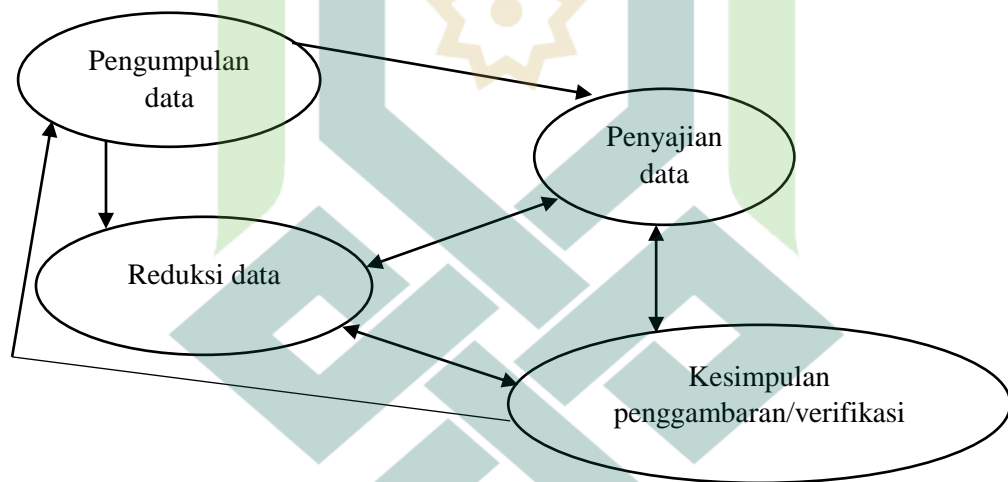 Pengumpulan
data
Penyajian
data
Reduksi data
Kesimpulan
penggambaran/verifikasi